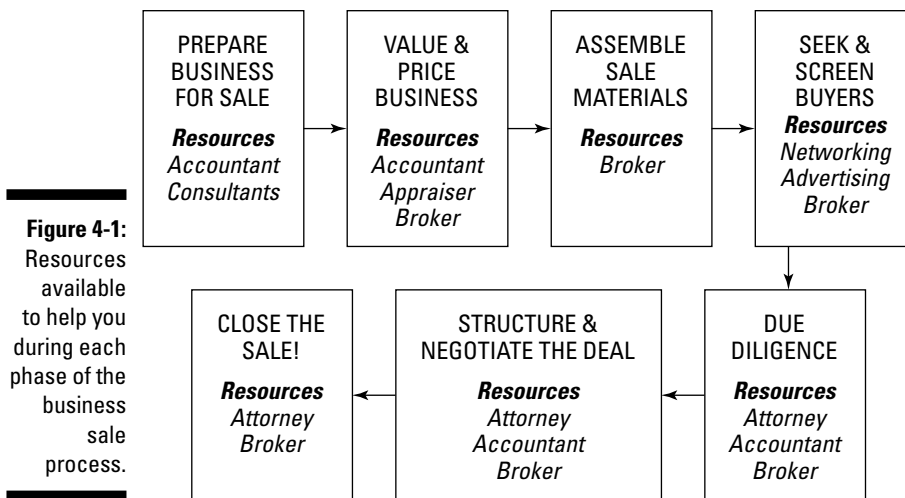 PREPARE
BUSINESS
FOR SALE
Resources
Accountant
Consultants
VALUE &
PRICE
BUSINESS
Resources
Accountant
Appraiser
Broker
ASSEMBLE
SALE
MATERIALS
Resources
Broker
SEEK &
SCREEN
BUYERS
Resources
Networking
Advertising
Broker
DUE
DILIGENCE
Resources
Attorney
Accountant
Broker
STRUCTURE &
NEGOTIATE THE DEAL
Resources
Attorney
Accountant
Broker
CLOSE THE
SALE!
Resources
Attorney
Broker
Figure 4-1:
Resources
available
to help you
during each
phase of the
business
sale
process.